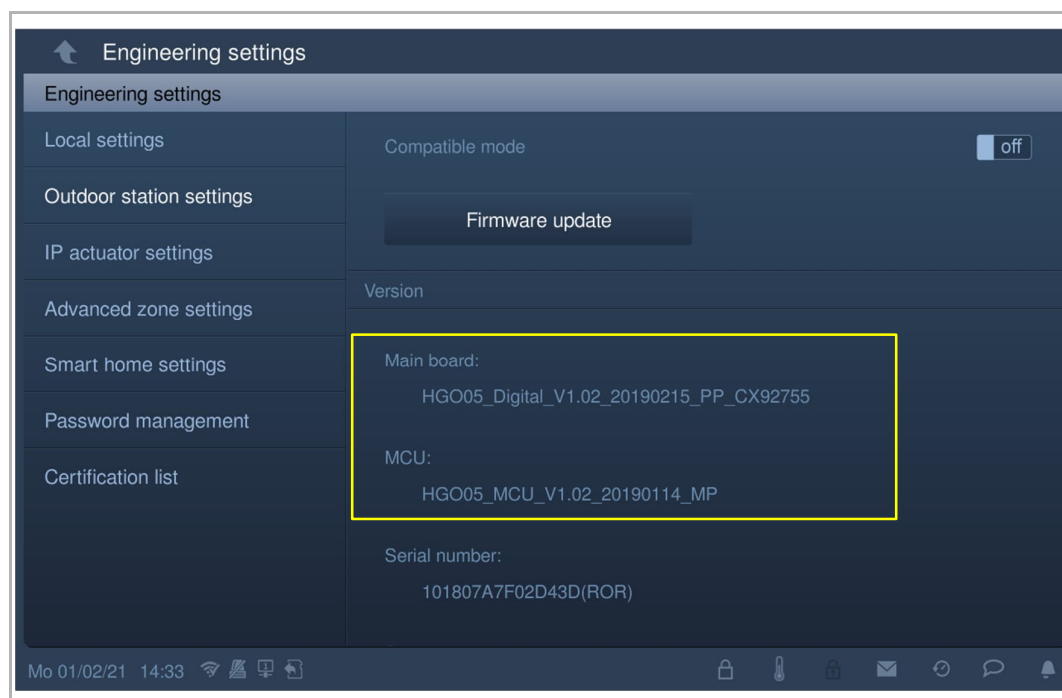 Engineering settings
Engineering settings
Local settings
Outdoor station settings
IP actuator settings
Advanced zone settings
Smart home settings
Password management
Certification list
Compatible mode
off
Firmware update
Version
Main board:
HGO05_Digital_V1.02_20190215_PP_CX92755
MCU:
HGO05_MCU_V1.02_20190114_MP
Serial number:
101807A7F02D43D(ROR)
Mo 01/02/21 14:33